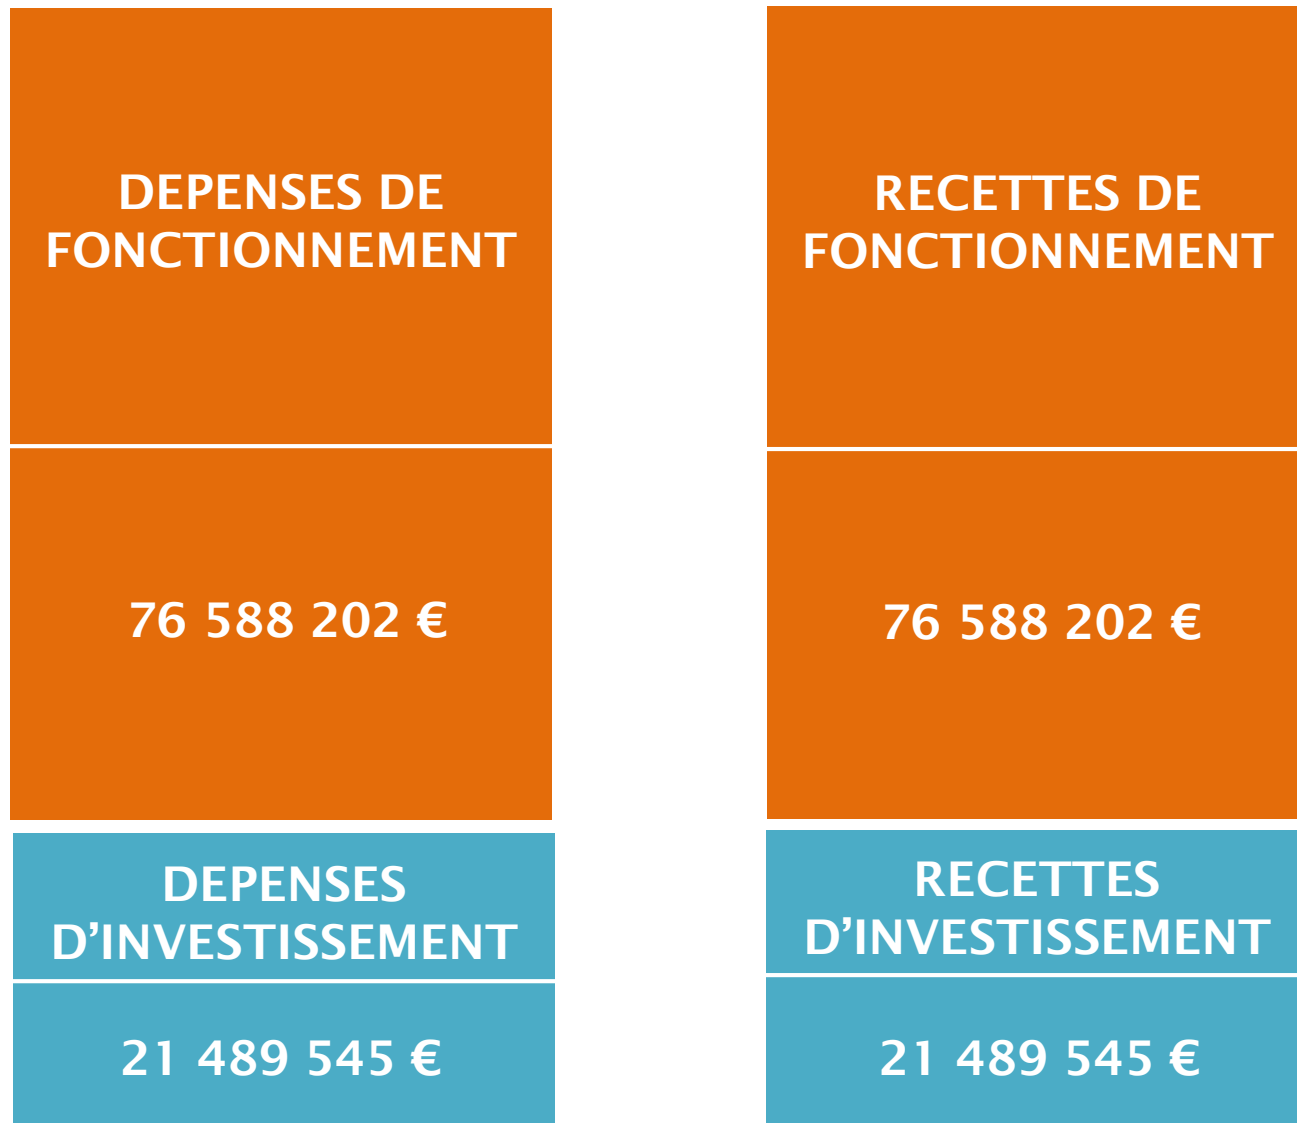 DEPENSES DE
FONCTIONNEMENT
76 588 202 €
DEPENSES
D’INVESTISSEMENT
21 489 545 €
RECETTES DE
FONCTIONNEMENT
76 588 202 €
RECETTES
D’INVESTISSEMENT
21 489 545 €